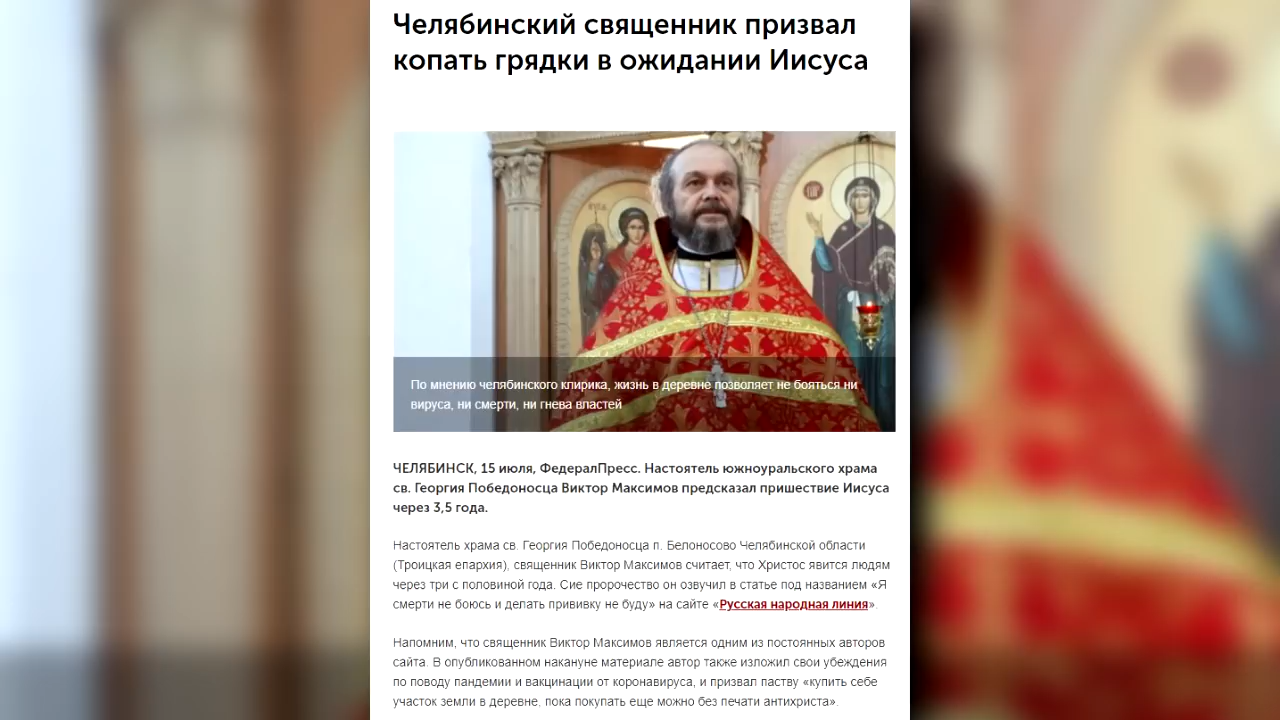 Челябинский священник призвал
копать грядки в ожидании Иисуса
По мнению челябинского клирика, жизнь в деревне позволяет не бояться ни
вируса, ни смерти, ни гнева властей
ЧЕЛЯБИНСК, 15 июля, ФедералПресс. Настоятель южноуральского храма
св. Георгия Победоносца Виктор Максимов предсказал пришествие Иисуса
через 3,5 года.
Настоятель храма св. Георгия Победоносца п. Белоносово Челябинской области
(Троицкая епархия), священник Виктор Максимов считает, что Христос явится людям
через три с половиной года. Сие пророчество он озвучил в статье под названием «Я
смерти не боюсь и делать прививку не буду» на сайте «Русская народная линия».
Напомним, что священник Виктор Максимов является одним из постоянных авторов
сайта. В опубликованном накануне материале автор также изложил свои убеждения
по поводу пандемии и вакцинации от коронавируса, и призвал паству «купить себе
участок земли в деревне, пока покупать еще можно без печати антихриста».